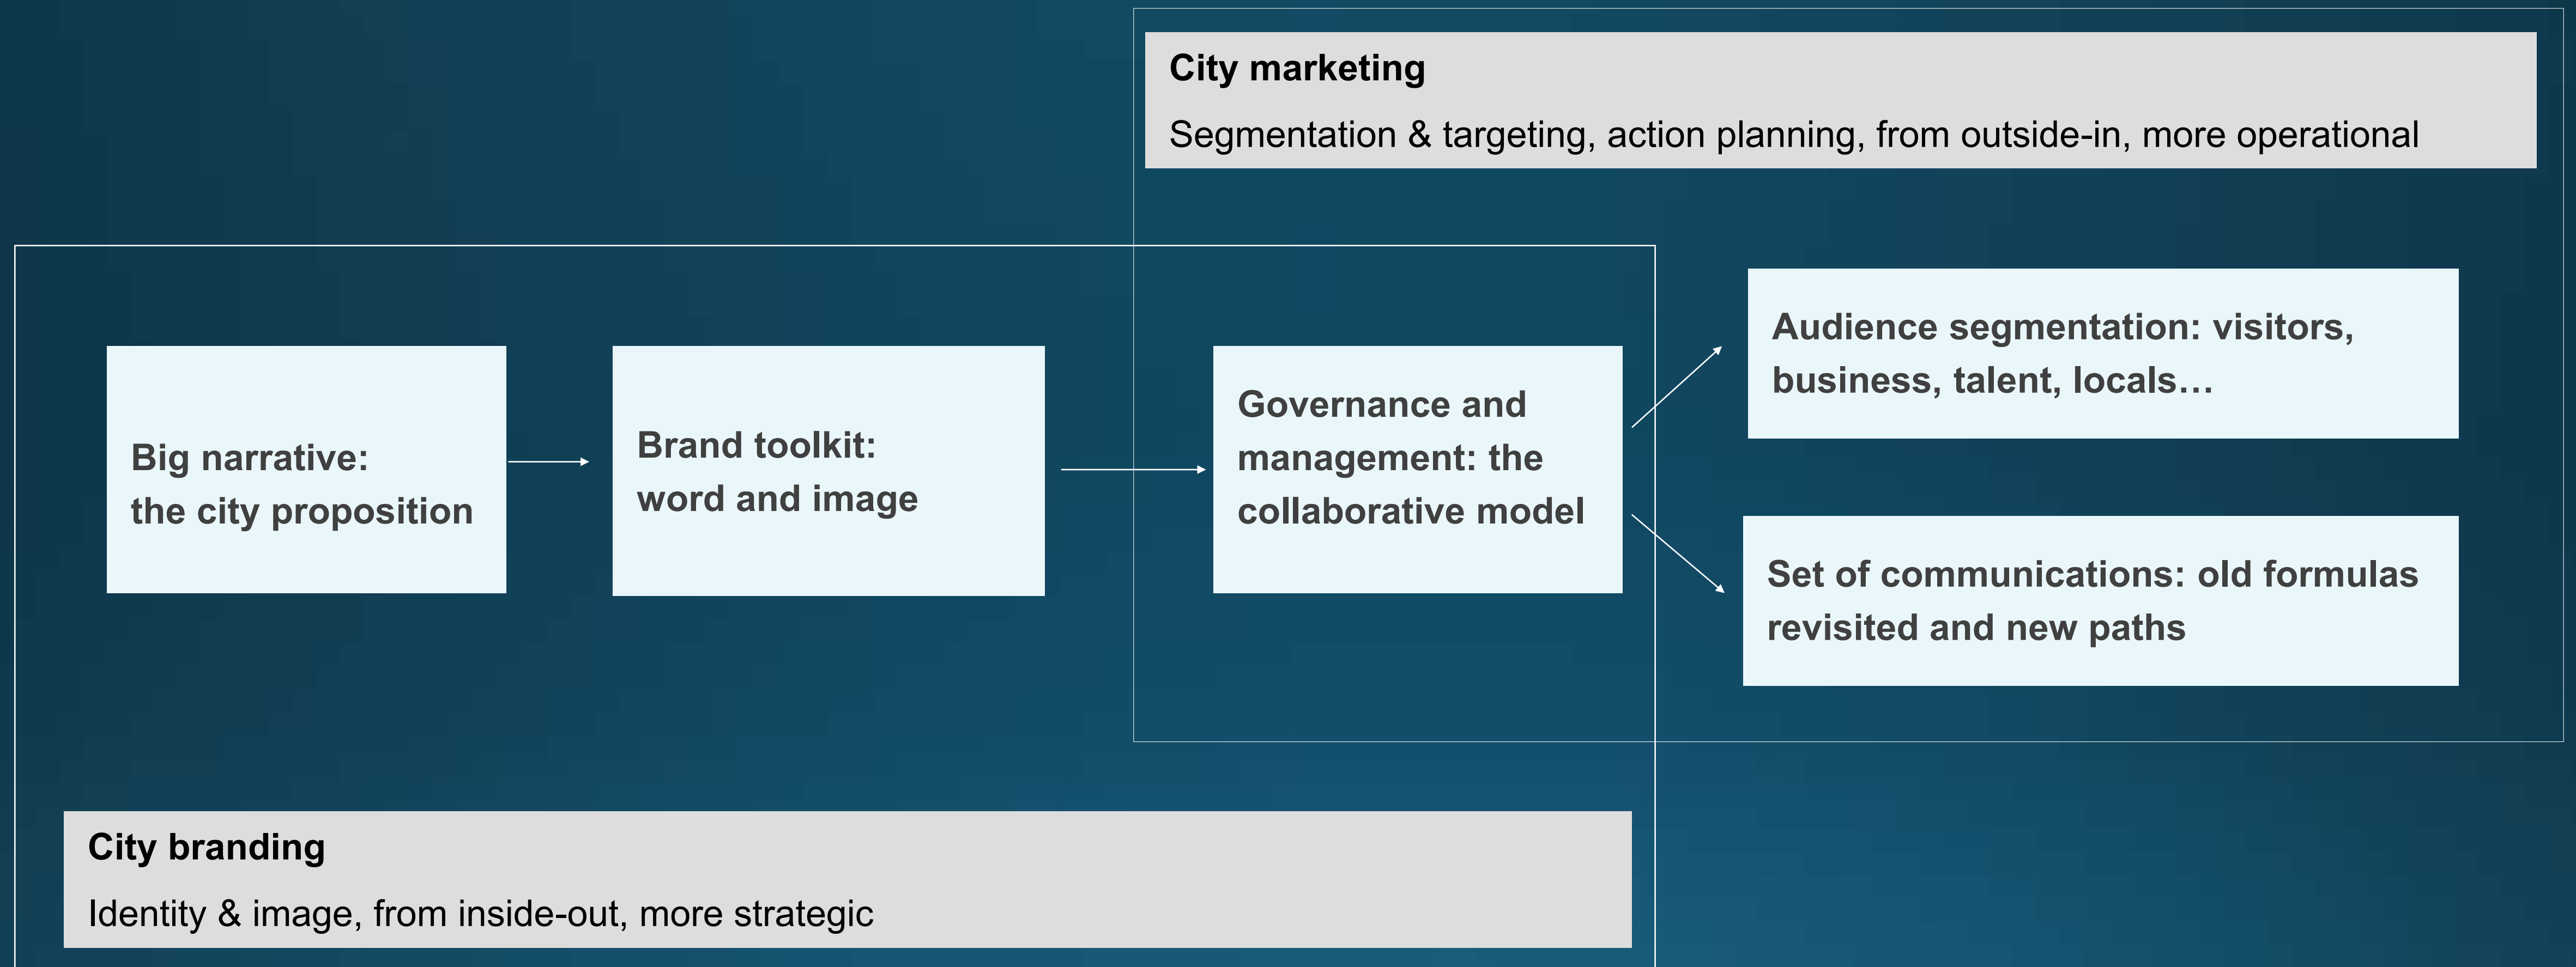 City marketing
Segmentation & targeting, action planning, from outside-in, more operational
Big narrative:
the city proposition
Brand toolkit:
word and image
Governance and
management: the
collaborative model
Audience segmentation: visitors,
business, talent, locals…
Set of communications: old formulas
revisited and new paths
City branding
Identity & image, from inside-out, more strategic